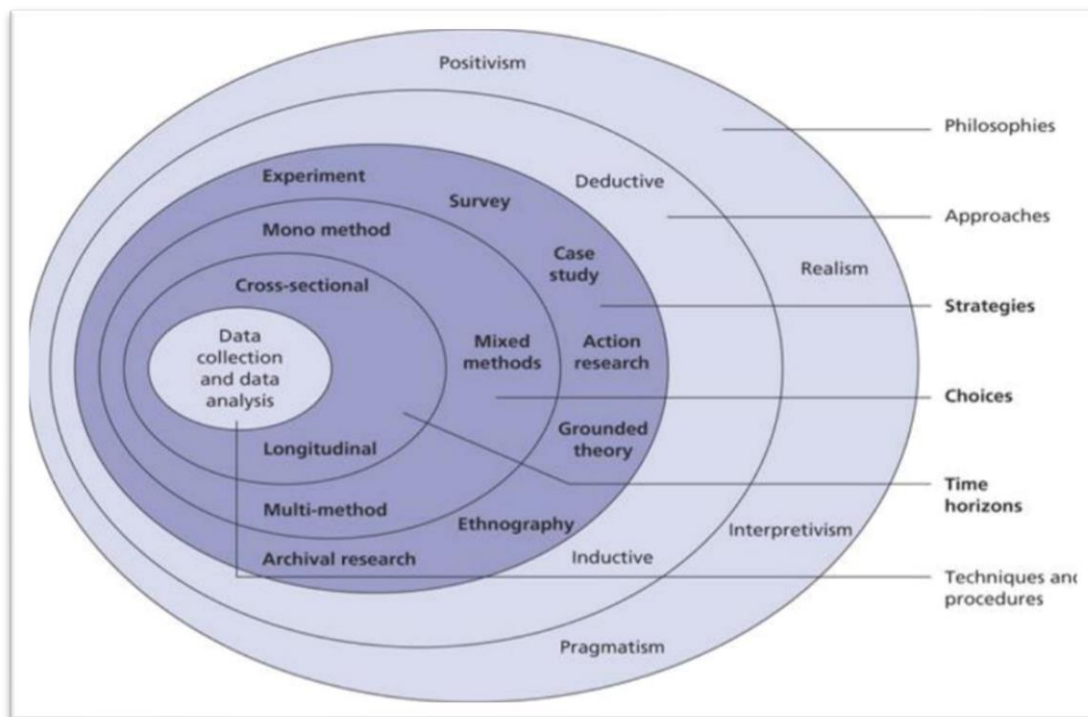 Positivism
Philosophies
Experiment
Deductive
Survey
Approaches
Mono method
Case
study
Realism
Cross-sectional
Strategies
Data
collection
and data
analysis
Mixed
methods
Action
research
Choices
Longitudinal
Grounded
theory
Time
horizons
Multi-method
Ethnography
Interpretivism
Archival research
Inductive
Techniques and
procedures
Pragmatism